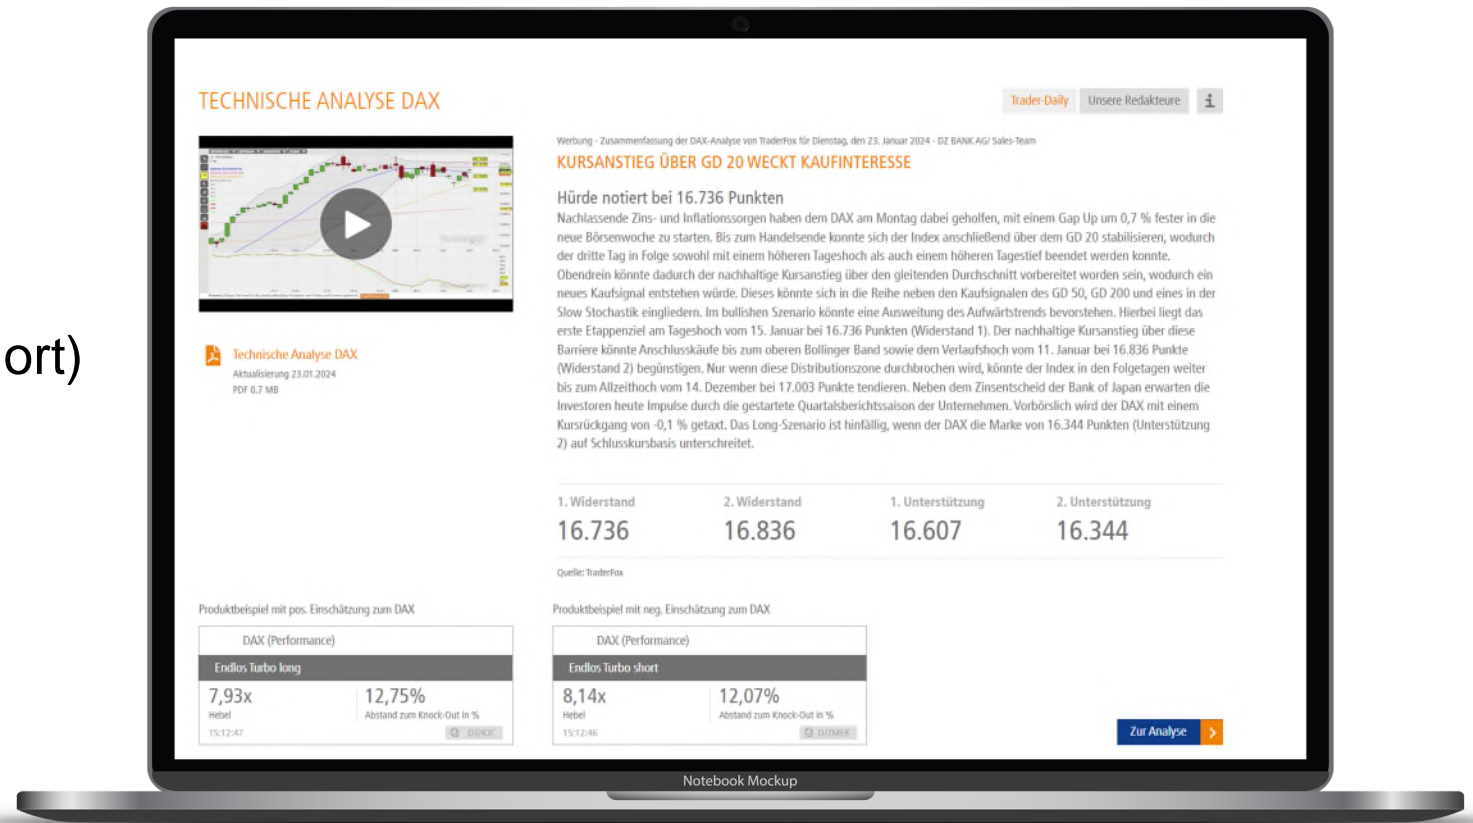 ort)
TECHNISCHE ANALYSE DAX
Trader-Daily
Unsere Redakteure
i
Technische Analyse DAX
Aktualisierung 23.01.2024
PDF 0,7 MB
Werbung - Zusammenfassung der DAX-Analyse von TraderFox für Dienstag, den 23. Januar 2024 - DZ BANK AG/ Sales-Team
KURSANSTIEG ÜBER GD 20 WECKT KAUFINTERESSE
Hürde notiert bei 16.736 Punkten
Nachlassende Zins- und Inflationssorgen haben dem DAX am Montag dabei geholfen, mit einem Gap Up um 0,7 % fester in die
neue Börsenwoche zu starten. Bis zum Handelsende konnte sich der Index anschließend über dem GD 20 stabilisieren, wodurch
der dritte Tag in Folge sowohl mit einem höheren Tageshoch als auch einem höheren Tagestief beendet werden konnte.
Obendrein könnte dadurch der nachhaltige Kursanstieg über den gleitenden Durchschnitt vorbereitet worden sein, wodurch ein
neues Kaufsignal entstehen würde. Dieses könnte sich in die Reihe neben den Kaufsignalen des GD 50, GD 200 und eines in der
Slow Stochastik eingliedern. Im bullishen Szenario könnte eine Ausweitung des Aufwärtstrends bevorstehen. Hierbei liegt das
erste Etappenziel am Tageshoch vom 15. Januar bei 16.736 Punkten (Widerstand 1). Der nachhaltige Kursanstieg über diese
Barriere könnte Anschlusskäufe bis zum oberen Bollinger Band sowie dem Verlaufshoch vom 11. Januar bei 16.836 Punkte
(Widerstand 2) begünstigen. Nur wenn diese Distributionszone durchbrochen wird, könnte der Index in den Folgetagen weiter
bis zum Allzeithoch vom 14. Dezember bei 17.003 Punkte tendieren. Neben dem Zinsentscheid der Bank of Japan erwarten die
Investoren heute Impulse durch die gestartete Quartalsberichtssaison der Unternehmen. Vorbörslich wird der DAX mit einem
Kursrückgang von -0,1 % getaxt. Das Long-Szenario ist hinfällig, wenn der DAX die Marke von 16.344 Punkten (Unterstützung
2) auf Schlusskursbasis unterschreitet.
1. Widerstand
16.736
2. Widerstand
16.836
1. Unterstützung
16.607
2. Unterstützung
16.344
Quelle: TraderFox
Produktbeispiel mit pos. Einschätzung zum DAX
DAX (Performance)
Endlos Turbo long
7,93x
Hebel
15:12:47
12,75%
Abstand zum Knock-Out in %
Produktbeispiel mit neg. Einschätzung zum DAX
DAX (Performance)
Endlos Turbo short
8,14x
Hebel
15:12:46
12,07%
Abstand zum Knock-Out in %
Zur Analyse
Notebook Mockup